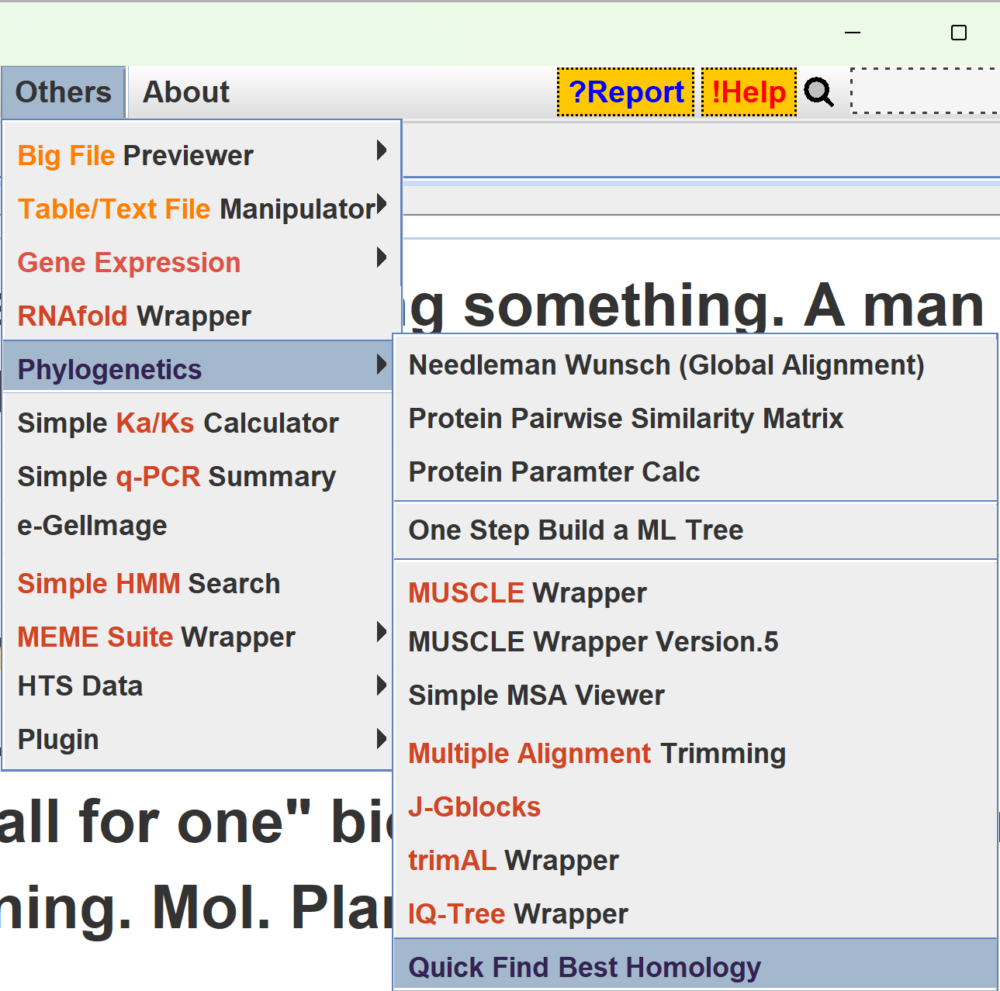 Others About ?Report !Help
Big File Previewer
Table/Text File Manipulator
Gene Expression
RNAfold Wrapper
Phylogenetics
Simple Ka/Ks Calculator
Simple q-PCR Summary
e-GelImage
Simple HMM Search
MEME Suite Wrapper
HTS Data
Plugin
Needleman Wunsch (Global Alignment)
Protein Pairwise Similarity Matrix
Protein Paramter Calc
One Step Build a ML Tree
MUSCLE Wrapper
MUSCLE Wrapper Version.5
Simple MSA Viewer
Multiple Alignment Trimming
J-Gblocks
trimAL Wrapper
IQ-Tree Wrapper
Quick Find Best Homology
something. A man
all for one"
Mol.